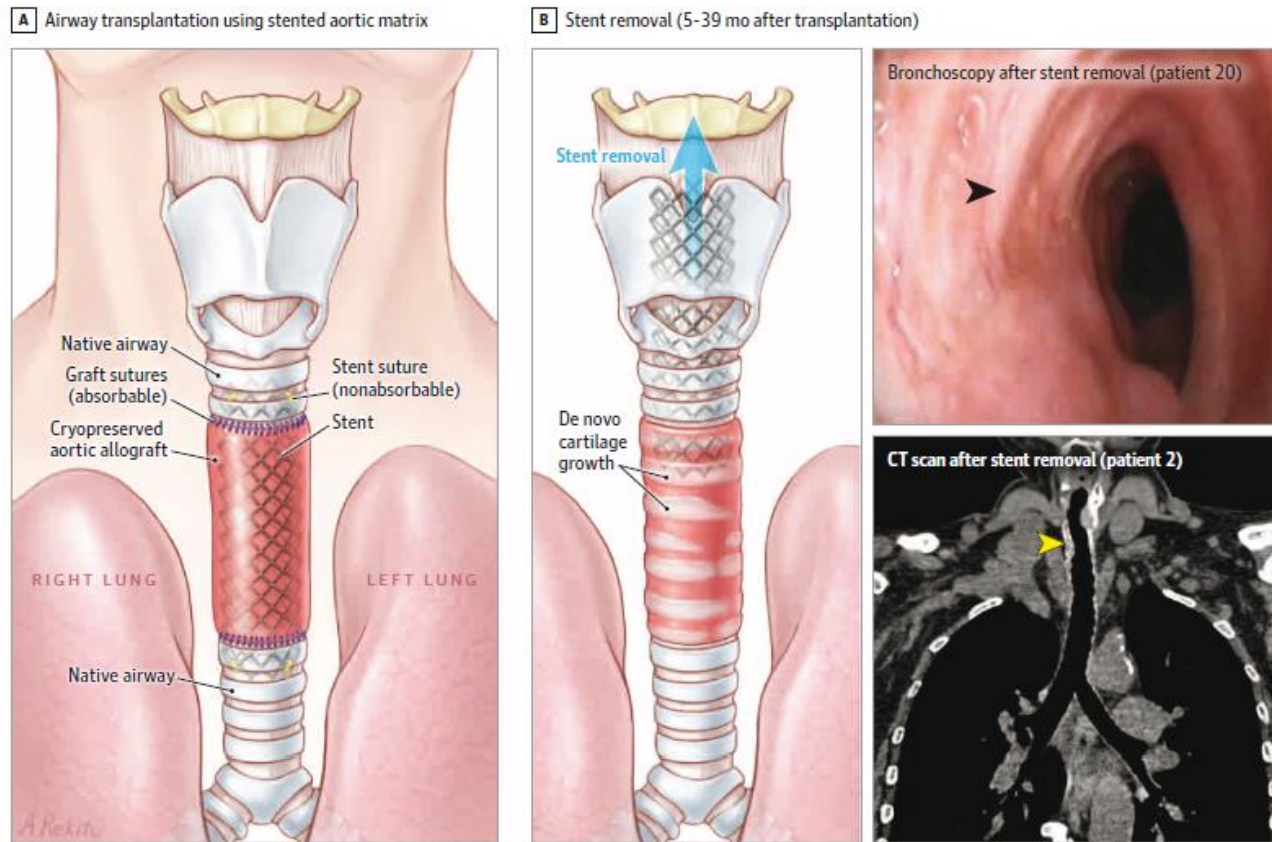 A Airway transplantation using stented aortic matrix
Native airway
Graft sutures
(absorbable)
Cryopreserved
aortic allograft
Stent suture
(nonabsorbable)
Stent
RIGHT LUNG
LEFT LUNG
Native airway
A Rekito
B Stent removal (5-39 mo after transplantation)
Stent removal
De novo
cartilage
growth
Bronchoscopy after stent removal (patient 20)
CT scan after stent removal (patient 2)